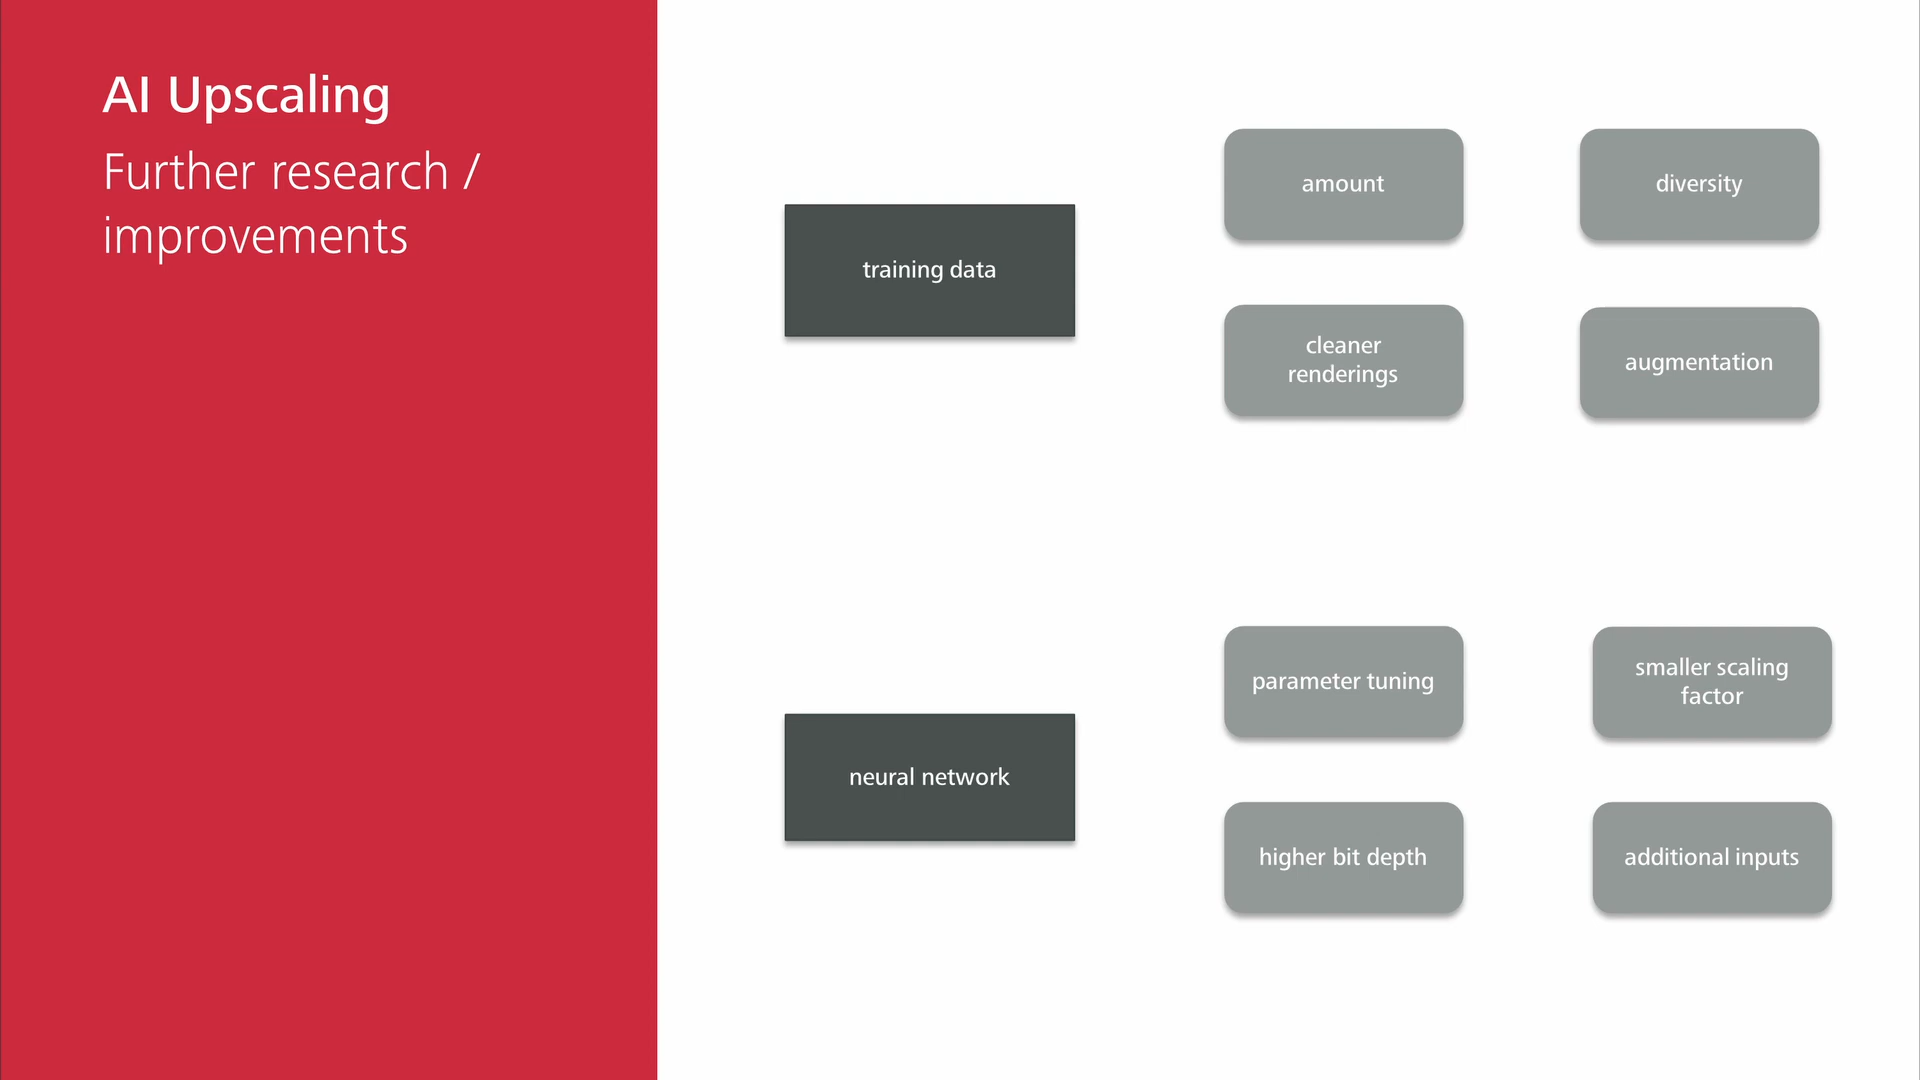 AI Upscaling
Further research /
improvements
training data
amount
diversity
cleaner
renderings
augmentation
neural network
parameter tuning
smaller scaling
factor
higher bit depth
additional inputs